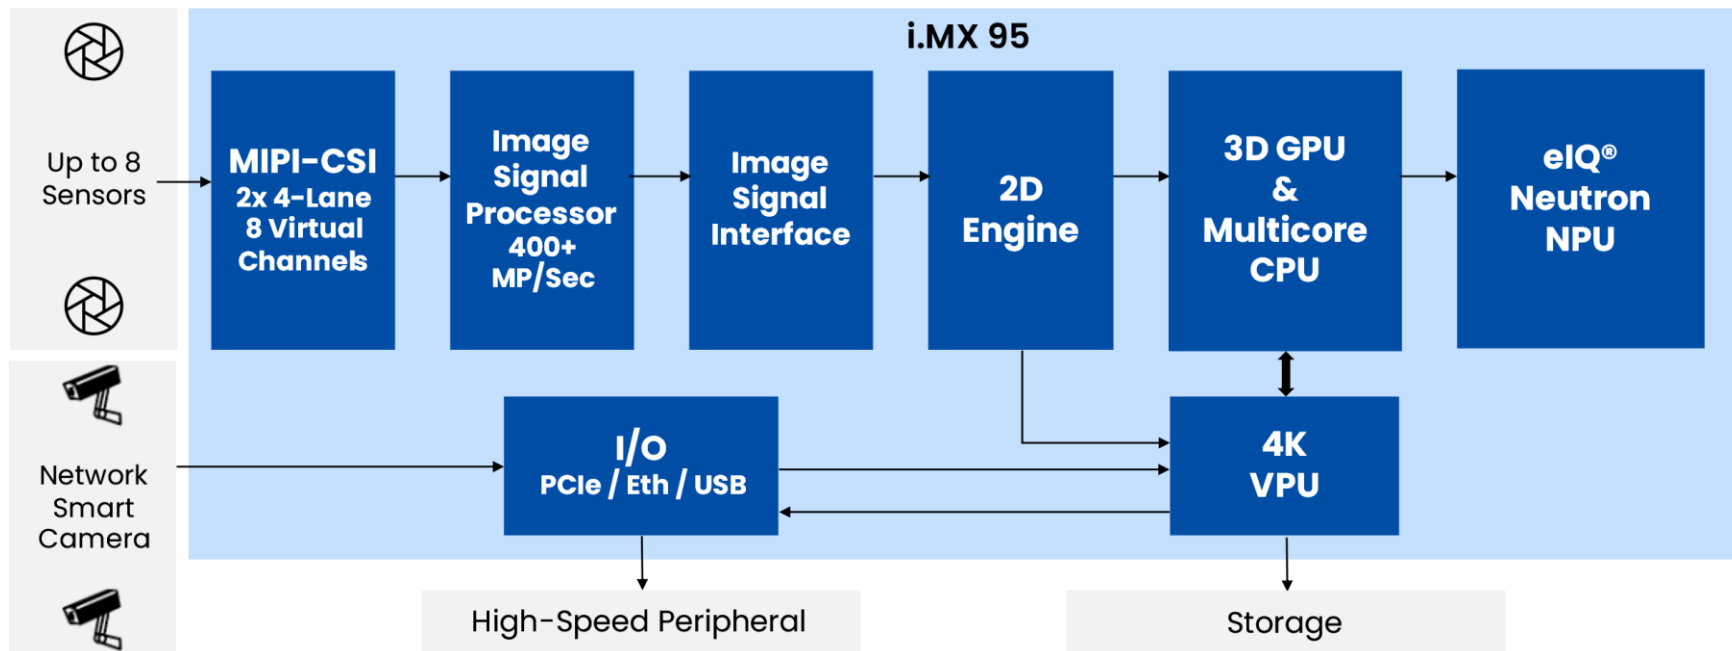 i.MX 95
Up to 8
Sensors
MIPI-CSI
2x 4-Lane
8 Virtual
Channels
Image
Signal
Processor
400+
MP/Sec
Image
Signal
Interface
2D
Engine
3D GPU
&
Multicore
CPU
eIQ®
Neutron
NPU
Network
Smart
Camera
I/O
PCIe / Eth / USB
4K
VPU
High-Speed Peripheral
Storage